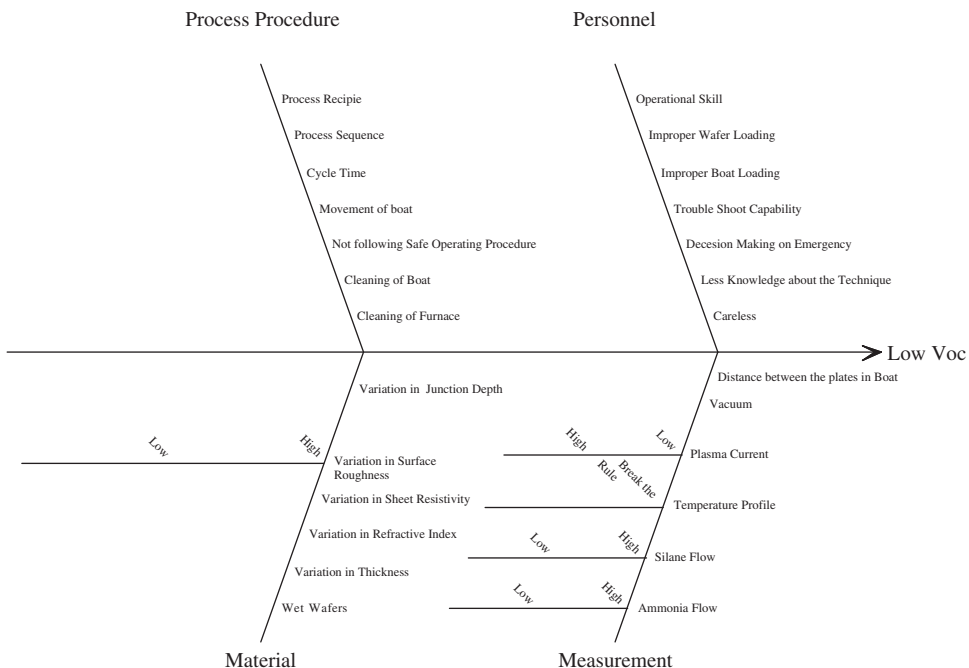 Process Procedure
Personnel
Process Recipie
Process Sequence
Cycle Time
Movement of boat
Not following Safe Operating Procedure
Cleaning of Boat
Cleaning of Furnace
Operational Skill
Improper Wafer Loading
Improper Boat Loading
Trouble Shoot Capability
Decesion Making on Emergency
Less Knowledge about the Technique
Careless
Low Voc
Variation in Junction Depth
Low
High
Variation in Surface
Roughness
Variation in Sheet Resistivity
Variation in Refractive Index
Variation in Thickness
Wet Wafers
Distance between the plates in Boat
Vacuum
High
Low
Plasma Current
Break the
Rule
Temperature Profile
Low
High
Silane Flow
Low
High
Ammonia Flow
Material
Measurement